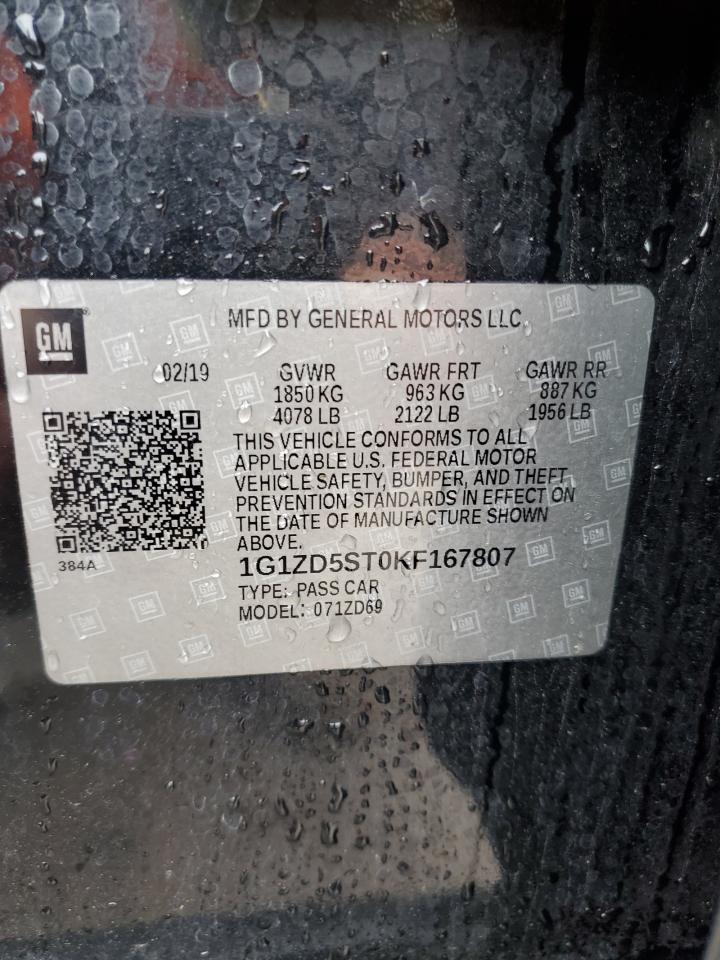 GM
MFD BY GENERAL MOTORS LLC
02/19 GVWR GAWR FRT GAWR RR
1850 KG 963 KG 887 KG
4078 LB 2122 LB 1956 LB
THIS VEHICLE CONFORMS TO ALL
APPLICABLE U.S. FEDERAL MOTOR
VEHICLE SAFETY, BUMPER, AND THEFT
PREVENTION STANDARDS IN EFFECT ON
THE DATE OF MANUFACTURE SHOWN
ABOVE.
384A
1G1ZD5ST0KF167807
TYPE: PASS CAR
MODEL: 071ZD69